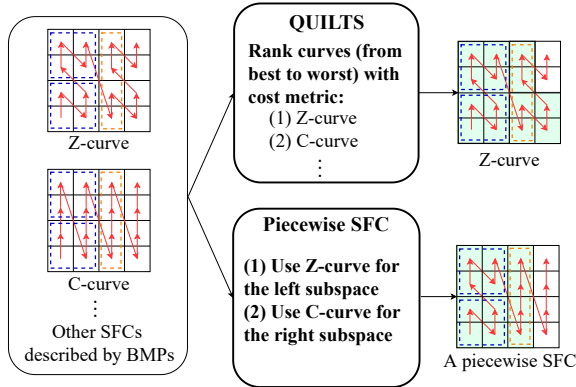 Z-curve
C-curve
⋮
Other SFCs
described by BMPs
QUILTS
Rank curves (from
best to worst) with
cost metric:
(1) Z-curve
(2) C-curve
⋮
Piecewise SFC
(1) Use Z-curve for
the left subspace
(2) Use C-curve for
the right subspace
Z-curve
A piecewise SFC